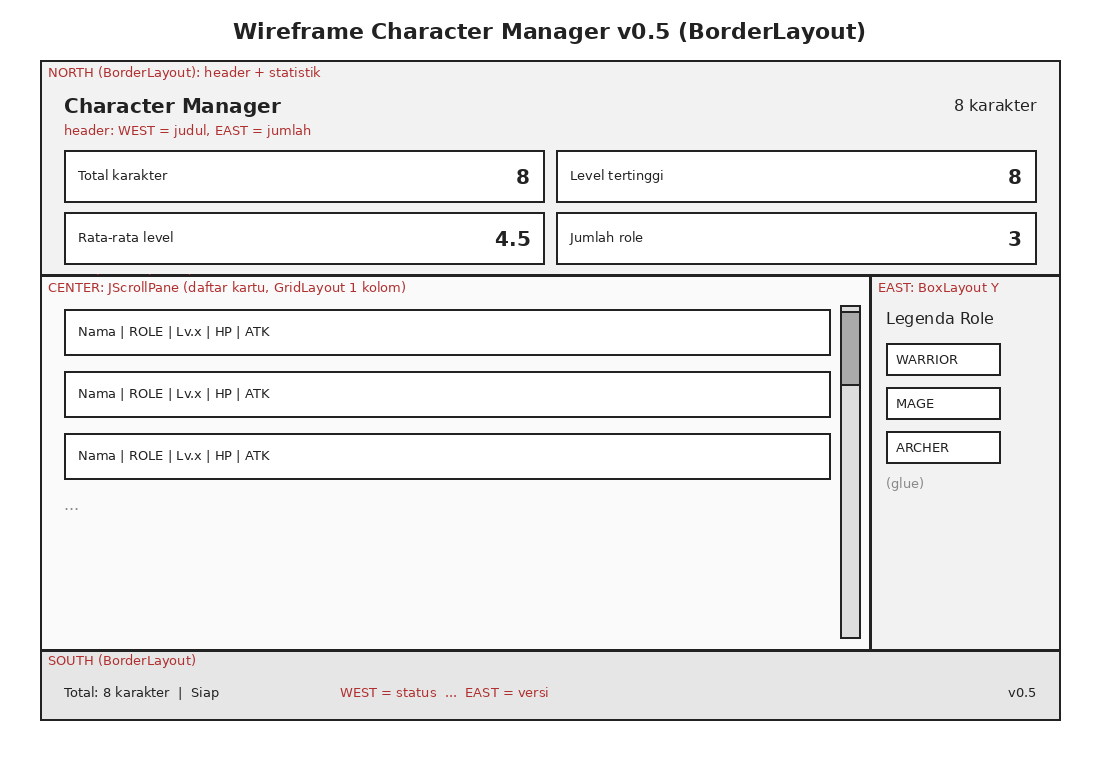 Wireframe Character Manager v0.5 (BorderLayout)
NORTH (BorderLayout): header + statistik
Character Manager
8 karakter
header: WEST = judul, EAST = jumlah
Total karakter
8
Level tertinggi
8
Rata-rata level
4.5
Jumlah role
3
CENTER: JScrollPane (daftar kartu, GridLayout 1 kolom)
Nama | ROLE | Lv.x | HP | ATK
Nama | ROLE | Lv.x | HP | ATK
Nama | ROLE | Lv.x | HP | ATK
...
EAST: BoxLayout Y
Legenda Role
WARRIOR
MAGE
ARCHER
(glue)
SOUTH (BorderLayout)
Total: 8 karakter | Siap
WEST = status ... EAST = versi
v0.5